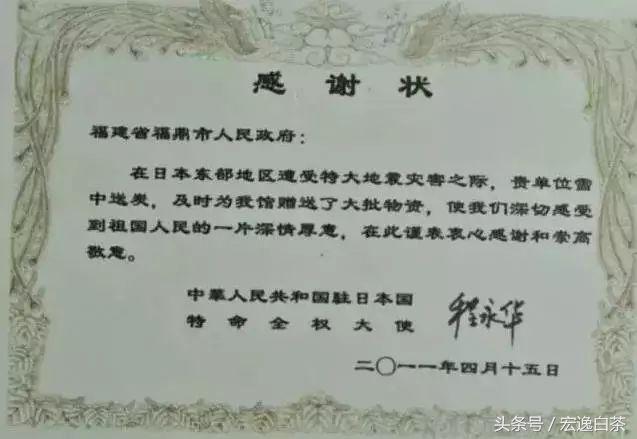 感谢状
福建省福鼎市人民政府：
在日本东部地区遭受特大地震灾害之际，贵单位雪
中送炭，及时为我馆赠送了大批物资，使我们深切感受
到祖国人民的一片深情厚意，在此谨表衷心感谢和崇高
敬意。
中华人民共和国驻日本国
特命全权大使 程永华
二〇一一年四月十五日
头条号／宏逸白茶